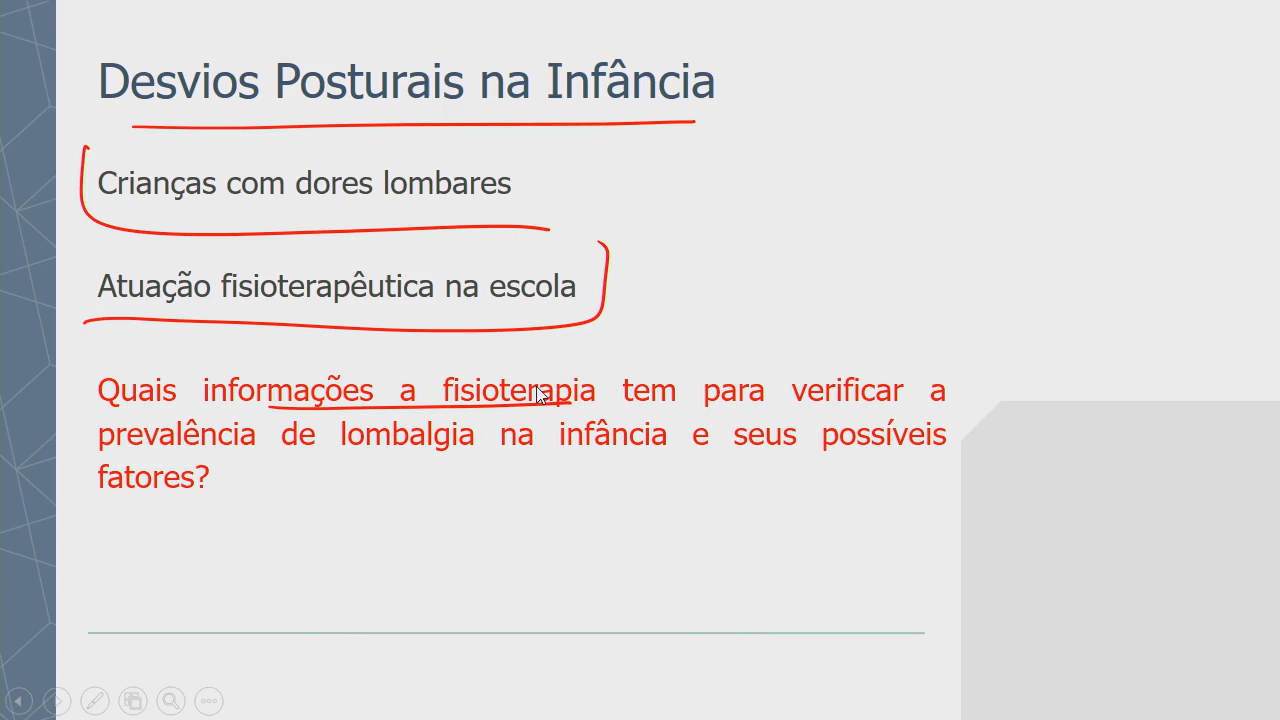 Desvios Posturais na Infância
Crianças com dores lombares
Atuação fisioterapêutica na escola
Quais informações a fisioterapia tem para verificar a
prevalência de lombalgia na infância e seus possíveis
fatores?